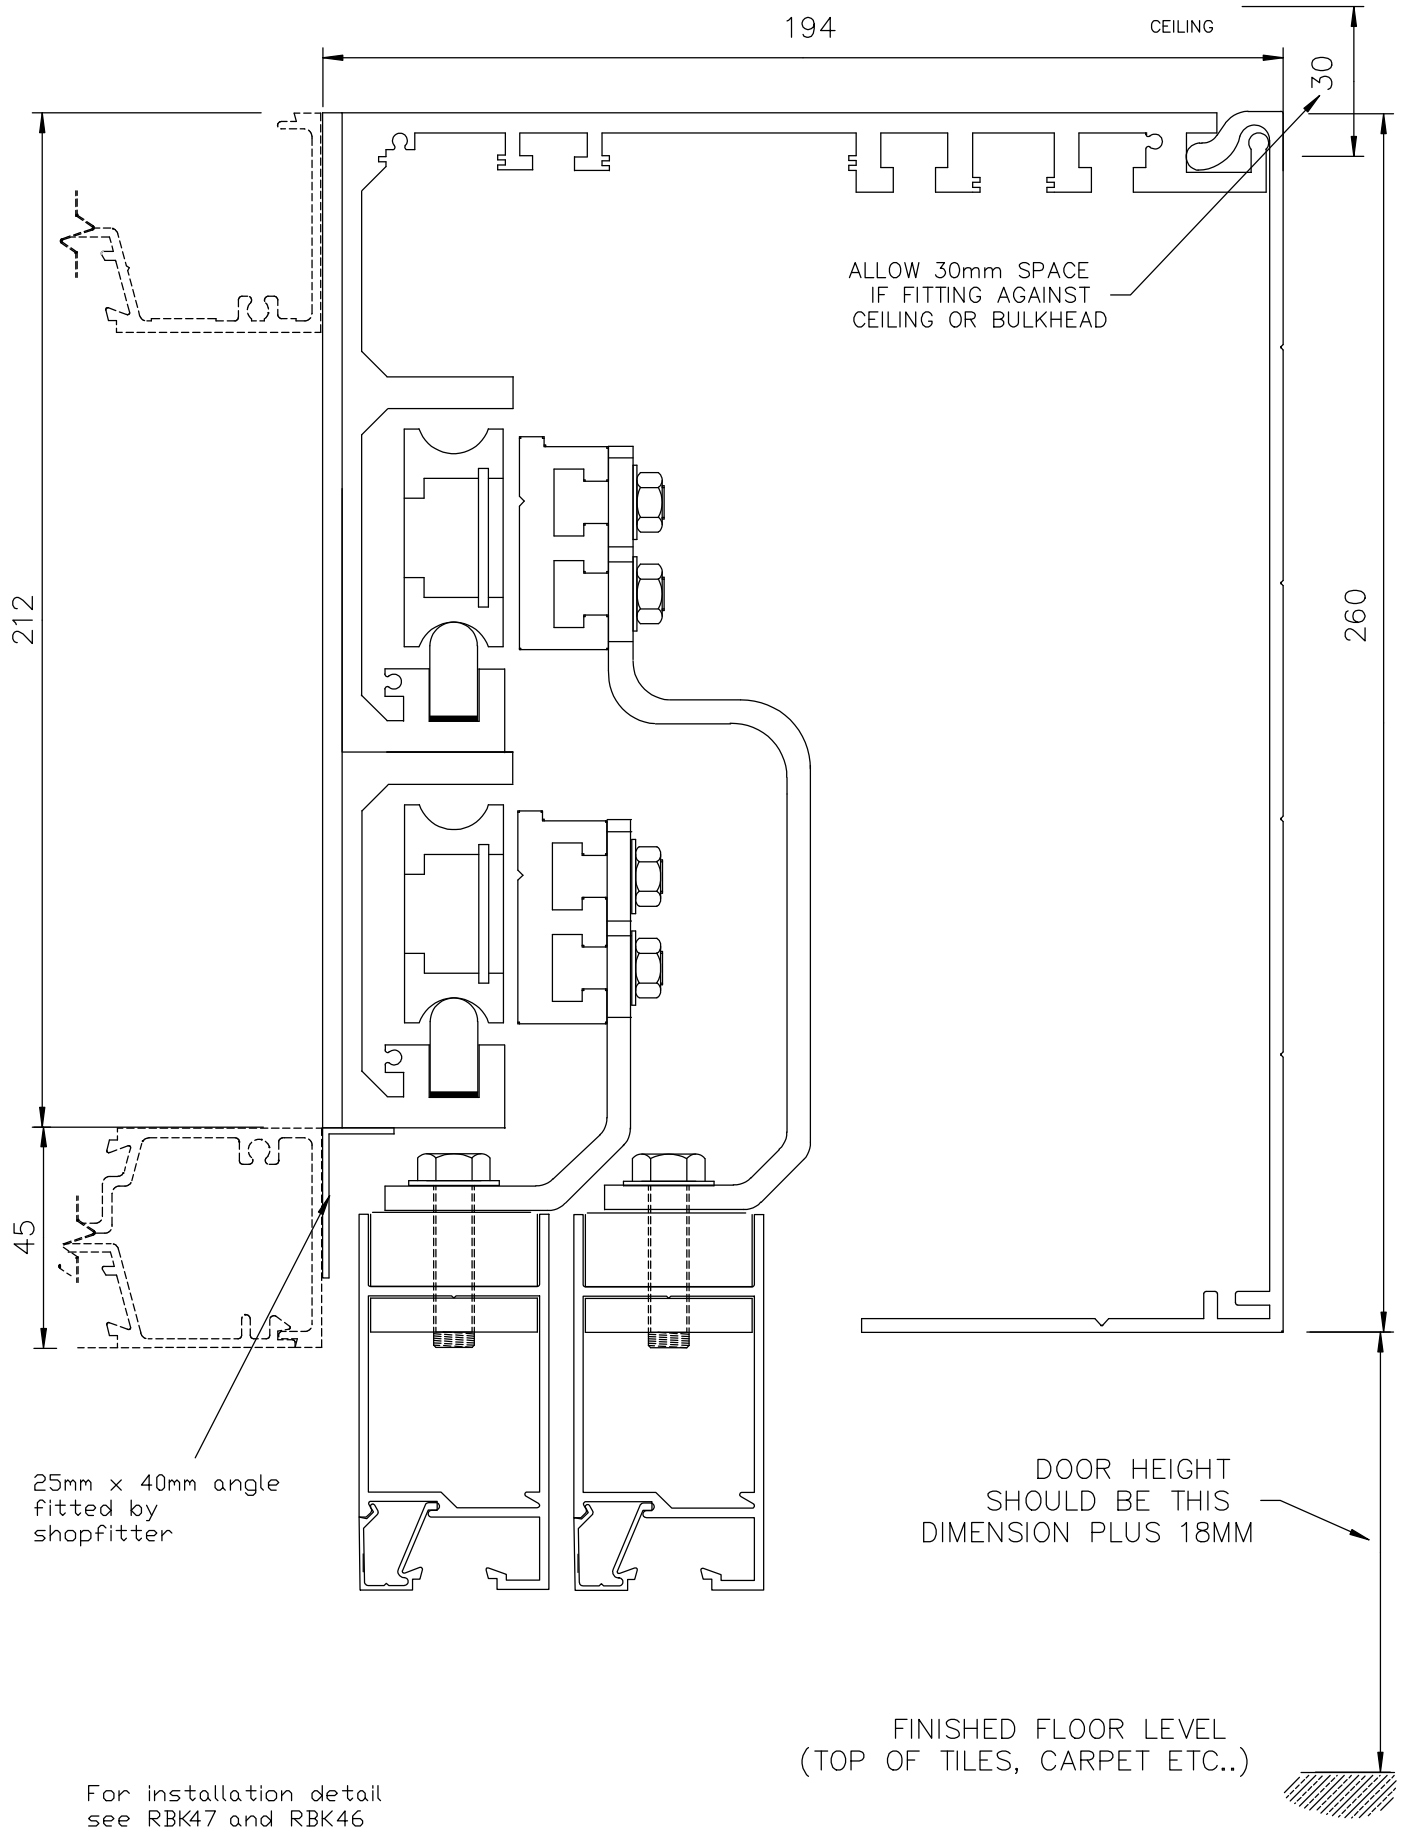 194
CEILING
30
ALLOW 30mm SPACE
IF FITTING AGAINST
CEILING OR BULKHEAD
212
260
45
25mm x 40mm angle
fitted by
shopfitter
DOOR HEIGHT
SHOULD BE THIS
DIMENSION PLUS 18MM
FINISHED FLOOR LEVEL
(TOP OF TILES, CARPET ETC..)
For installation detail
see RBK47 and RBK46